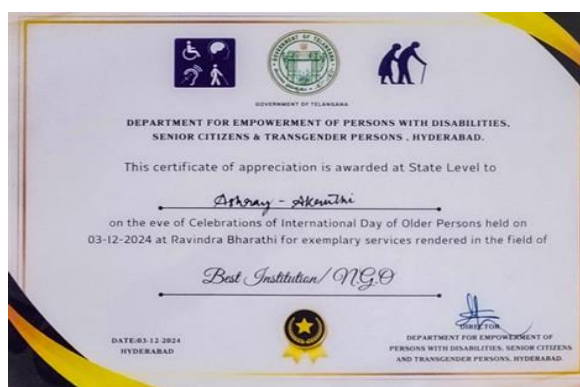 GOVERNMENT OF TELANGANA
GOVERNMENT OF TELANGANA
DEPARTMENT FOR EMPOWERMENT OF PERSONS WITH DISABILITIES,
SENIOR CITIZENS & TRANSGENDER PERSONS , HYDERABAD.
This certificate of appreciation is awarded at State Level to
Ashray - Akruthi
on the eve of Celebrations of International Day of Older Persons held on
03-12-2024 at Ravindra Bharathi for exemplary services rendered in the field of
Best Institution/ N.G.O
DATE:03-12-2024
HYDERABAD
DIRECTOR
DEPARTMENT FOR EMPOWERMENT OF
PERSONS WITH DISABILITIES, SENIOR CITIZENS
AND TRANSGENDER PERSONS, HYDERABAD.